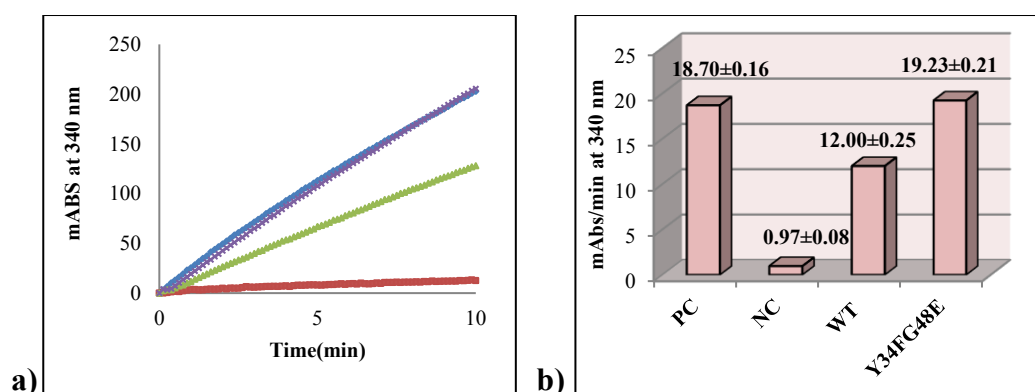 250
200
150
100
50
0
mABS at 340 nm
0
5
10
Time(min)
a)
25
20
15
10
5
0
mAbs/min at 340 nm
18.70±0.16
0.97±0.08
12.00±0.25
19.23±0.21
PC
NC
WT
Y34FG48E
b)